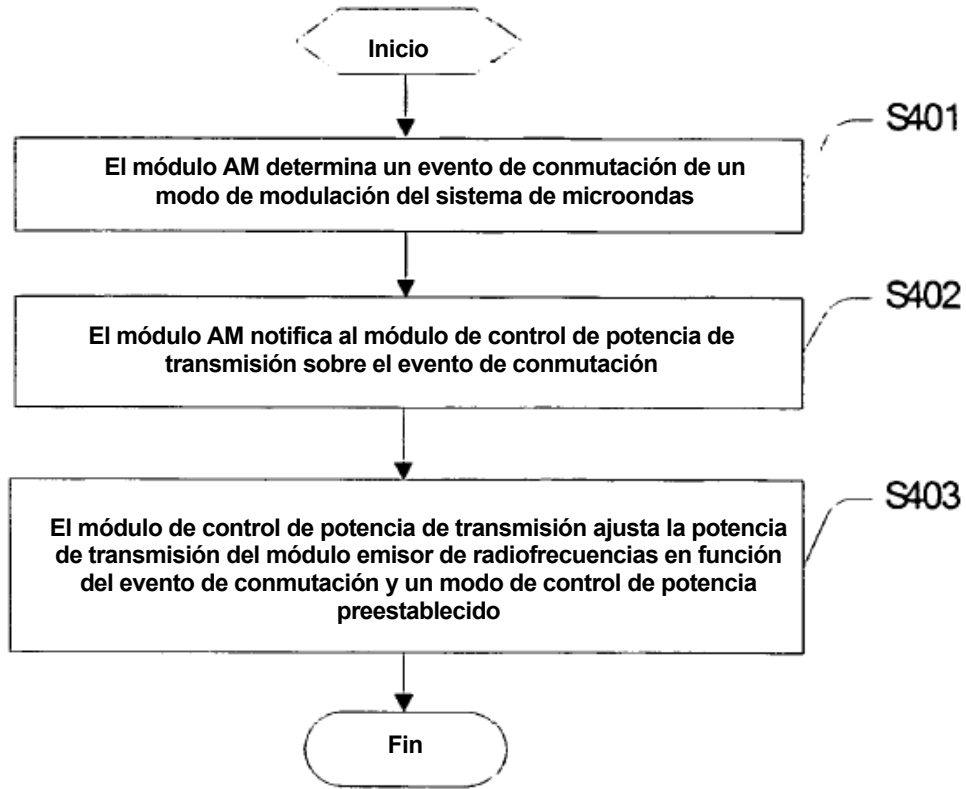 Inicio
S401
El módulo AM determina un evento de conmutación de un
modo de modulación del sistema de microondas
S402
El módulo AM notifica al módulo de control de potencia de
transmisión sobre el evento de conmutación
S403
El módulo de control de potencia de transmisión ajusta la potencia
de transmisión del módulo emisor de radiofrecuencias en función
del evento de conmutación y un modo de control de potencia
preestablecido
Fin